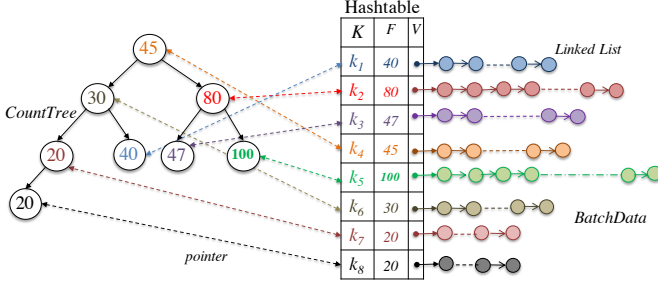 Hashtable
K F V
k1 40
k2 80
k3 47
k4 45
k5 100
k6 30
k7 20
k8 20
Linked List
BatchData
CountTree
45
30 80
20 40 47 100
20
pointer